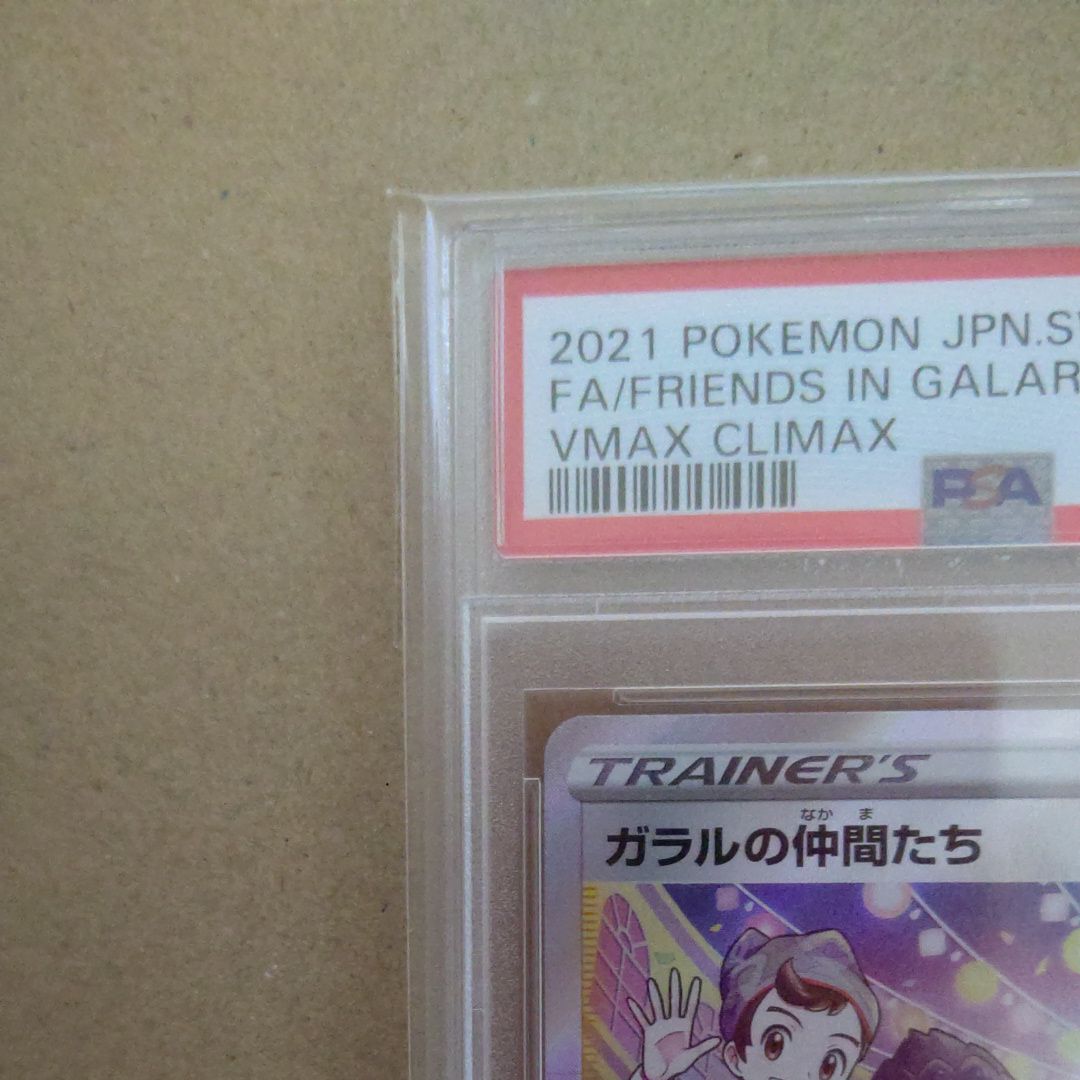 2021 POKEMON JPN.S
FA/FRIENDS IN GALAR
VMAX CLIMAX
PSA
TRAINER'S
なかま
ガラルの仲間たち